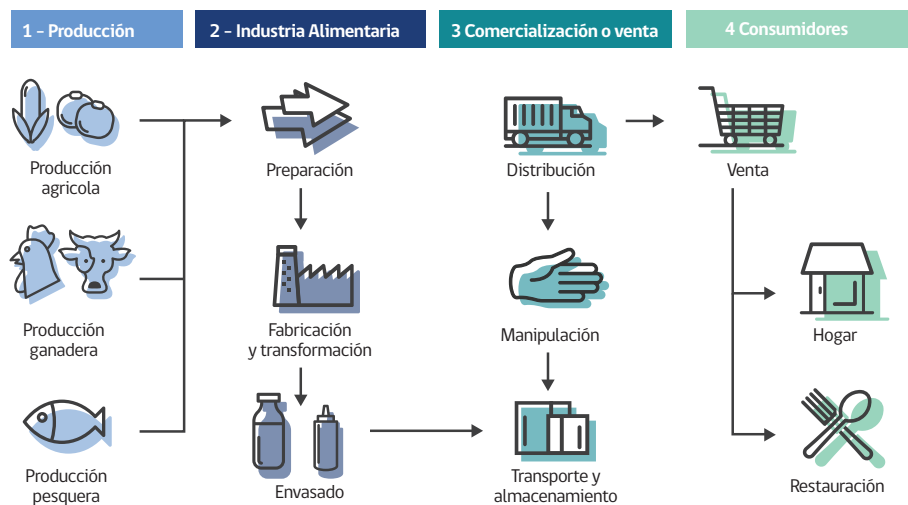 1 - Producción
2 - Industria Alimentaria
3 Comercialización o venta
4 Consumidores
Producción
agricola
Preparación
Distribución
Venta
Producción
ganadera
Fabricación
y transformación
Manipulación
Hogar
Producción
pesquera
Envasado
Transporte y
almacenamiento
Restauración